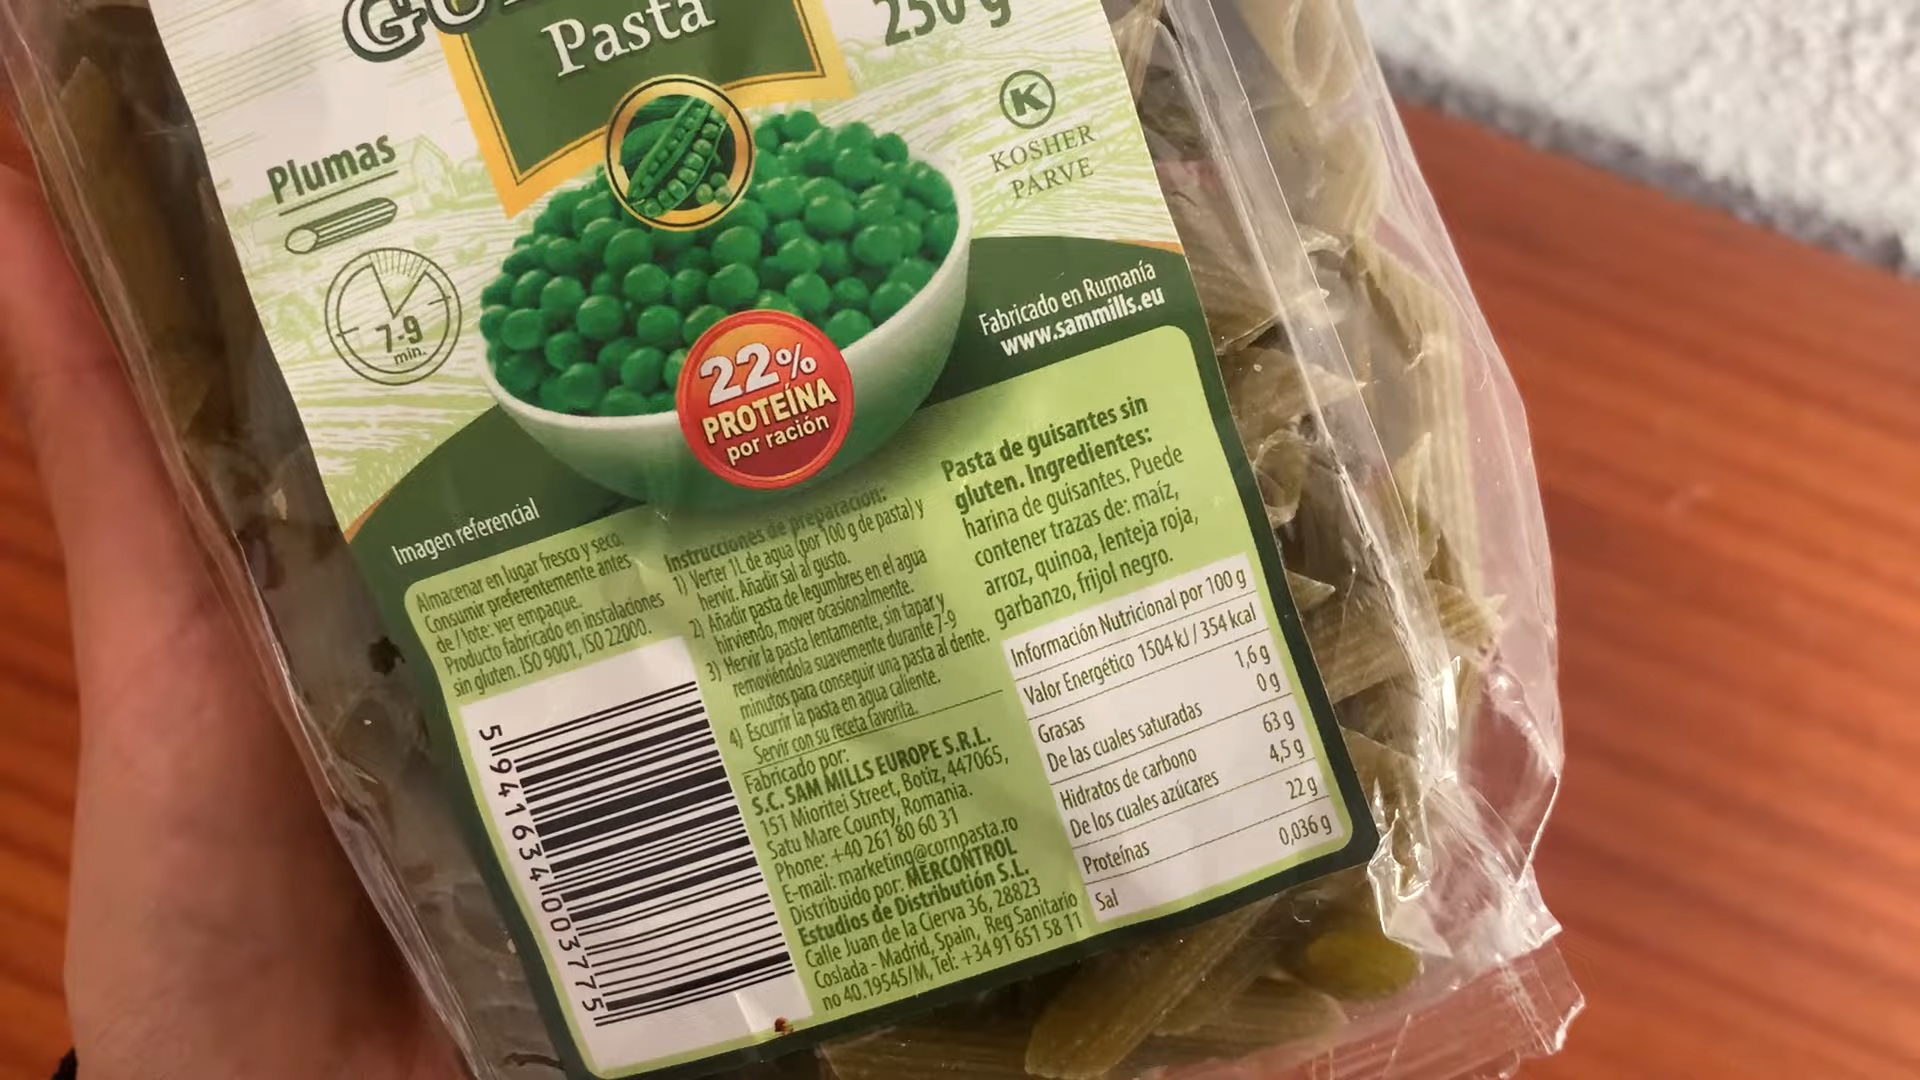 Pasta
250 g
Plumas
7-9
min.
K
KOSHER
PARVE
22%
PROTEÍNA
por ración
Fabricado en Rumanía
www.sammills.eu
Imagen referencial
Almacenar en lugar fresco y seco.
Consumir preferentemente antes
de / lote: ver empaque.
Producto fabricado en instalaciones
sin gluten. ISO 9001, ISO 22000.
5941634003775
Instrucciones de preparación:
1) Verter 1L de agua (por 100 g de pasta) y
hervir. Añadir sal al gusto.
2) Añadir pasta de legumbres en el agua
hirviendo, mover ocasionalmente.
3) Hervir la pasta lentamente, sin tapar y
removiéndola suavemente durante 7-9
minutos para conseguir una pasta al dente.
4) Escurrir la pasta en agua caliente.
Servir con su receta favorita.
Fabricado por:
S.C. SAM MILLS EUROPE S.R.L.
151 Mioritei Street, Botiz, 447065,
Satu Mare County, Romania.
Phone: +40 261 80 60 31
E-mail: marketing@cornpasta.ro
Distribuido por: MERCONTROL
Estudios de Distributión S.L.
Calle Juan de la Cierva 36, 28823
Coslada - Madrid, Spain, Reg Sanitario
no 40.19545/M, Tel: +34 91 651 58 11
Pasta de guisantes sin
gluten. Ingredientes:
harina de guisantes. Puede
contener trazas de: maíz,
arroz, quinoa, lenteja roja,
garbanzo, frijol negro.
Información Nutricional por 100 g
Valor Energético 1504 kJ / 354 kcal
Grasas 1,6 g
De las cuales saturadas 0 g
Hidratos de carbono 63 g
De los cuales azúcares 4,5 g
Proteínas 22 g
Sal 0,036 g